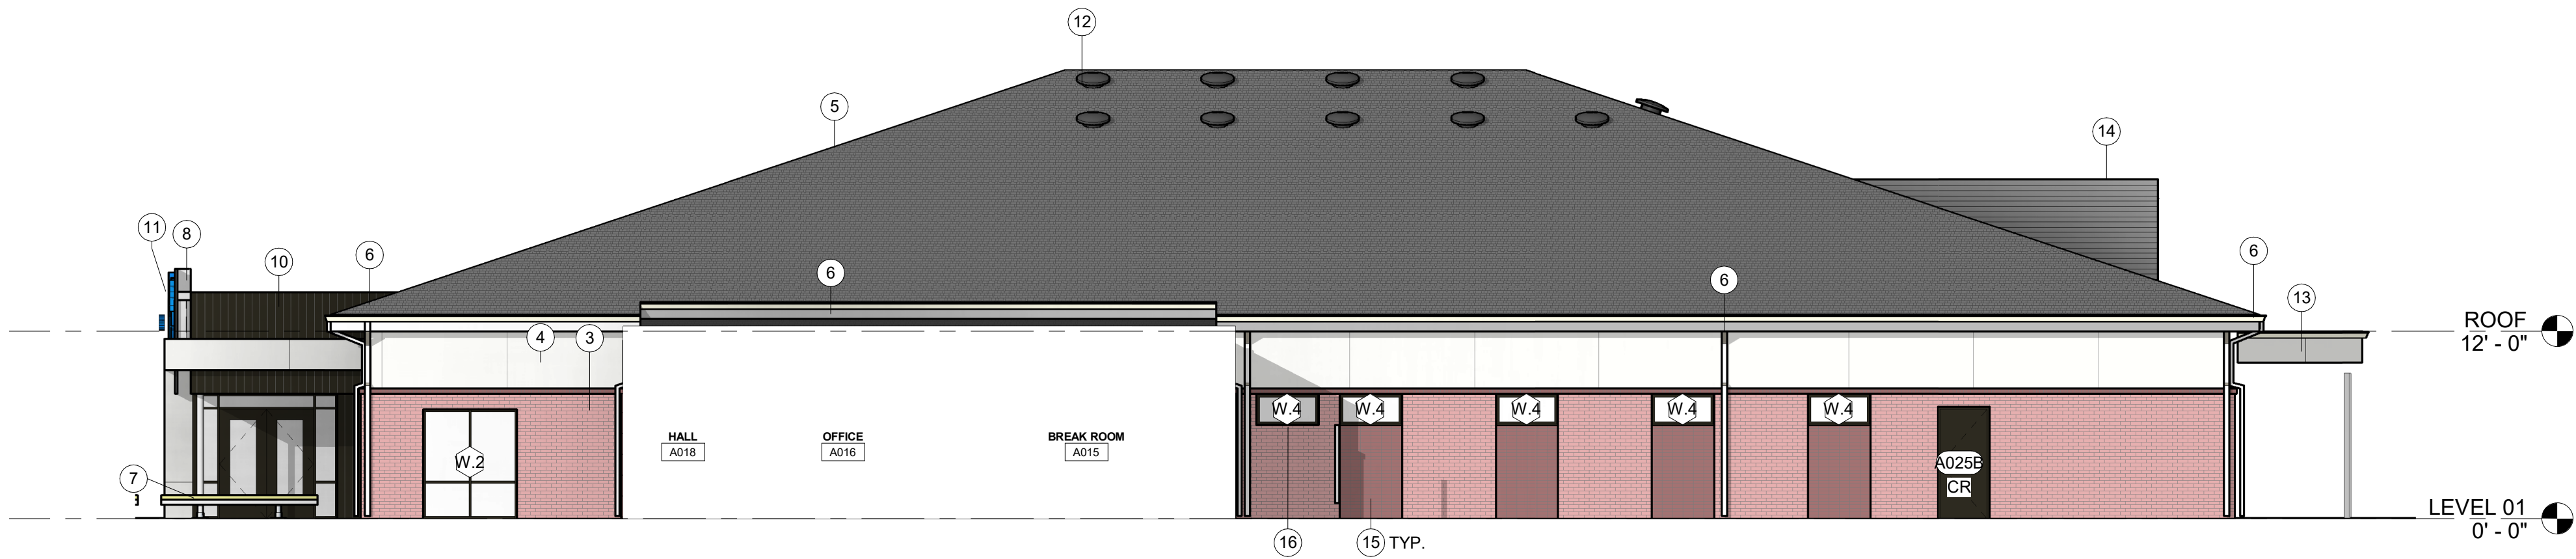 12
5
14
11
8
10
6
6
6
6
13
ROOF
12' - 0"
4
3
W.4
W.4
W.4
W.4
W.4
HALL
A018
OFFICE
A016
BREAK ROOM
A015
W.2
A025B
CR
7
LEVEL 01
0' - 0"
16
15 TYP.